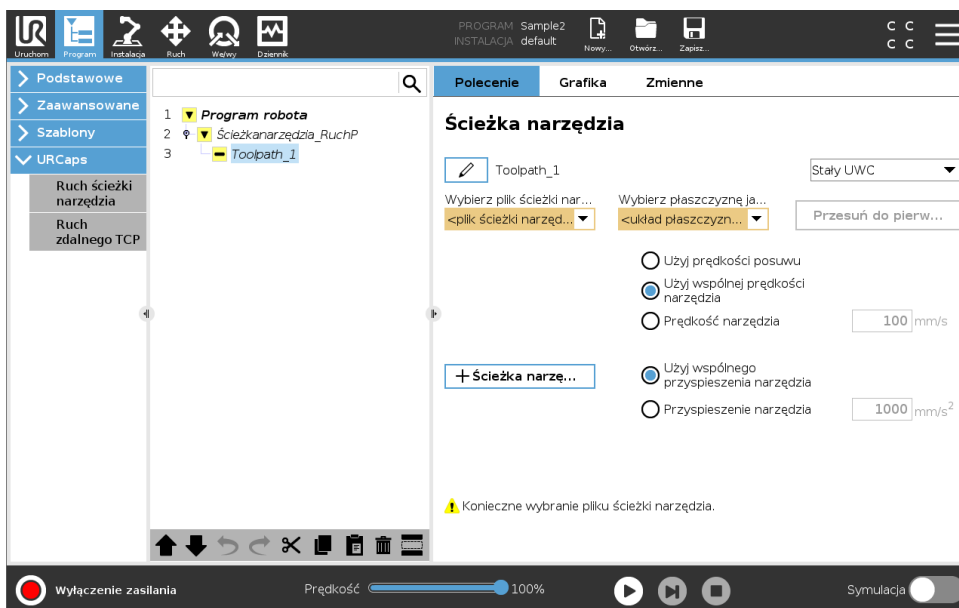 UR
PROGRAM Sample2
INSTALACJA default
Uruchom
Program
Instalacja
Ruch
We/wy
Dziennik
Nowy...
Otwórz...
Zapisz...
C C
C C
Podstawowe
Zaawansowane
Szablony
URCaps
Ruch ścieżki
narzędzia
Ruch
zdalnego TCP
1 Program robota
2 Ścieżkanarzędzia_RuchP
3 Toolpath_1
Polecenie
Grafika
Zmienne
Ścieżka narzędzia
Toolpath_1
Stały UWC
Wybierz plik ścieżki nar...
Wybierz płaszczyznę ja...
<plik ścieżki narzęd...
<układ płaszczyzn...
Przesuń do pierw...
Użyj prędkości posuwu
Użyj wspólnej prędkości
narzędzia
Prędkość narzędzia
100 mm/s
+Ścieżka narzę...
Użyj wspólnego
przyspieszenia narzędzia
Przyspieszenie narzędzia
1000 mm/s²
Konieczne wybranie pliku ścieżki narzędzia.
Wyłączenie zasilania
Prędkość
100%
Symulacja